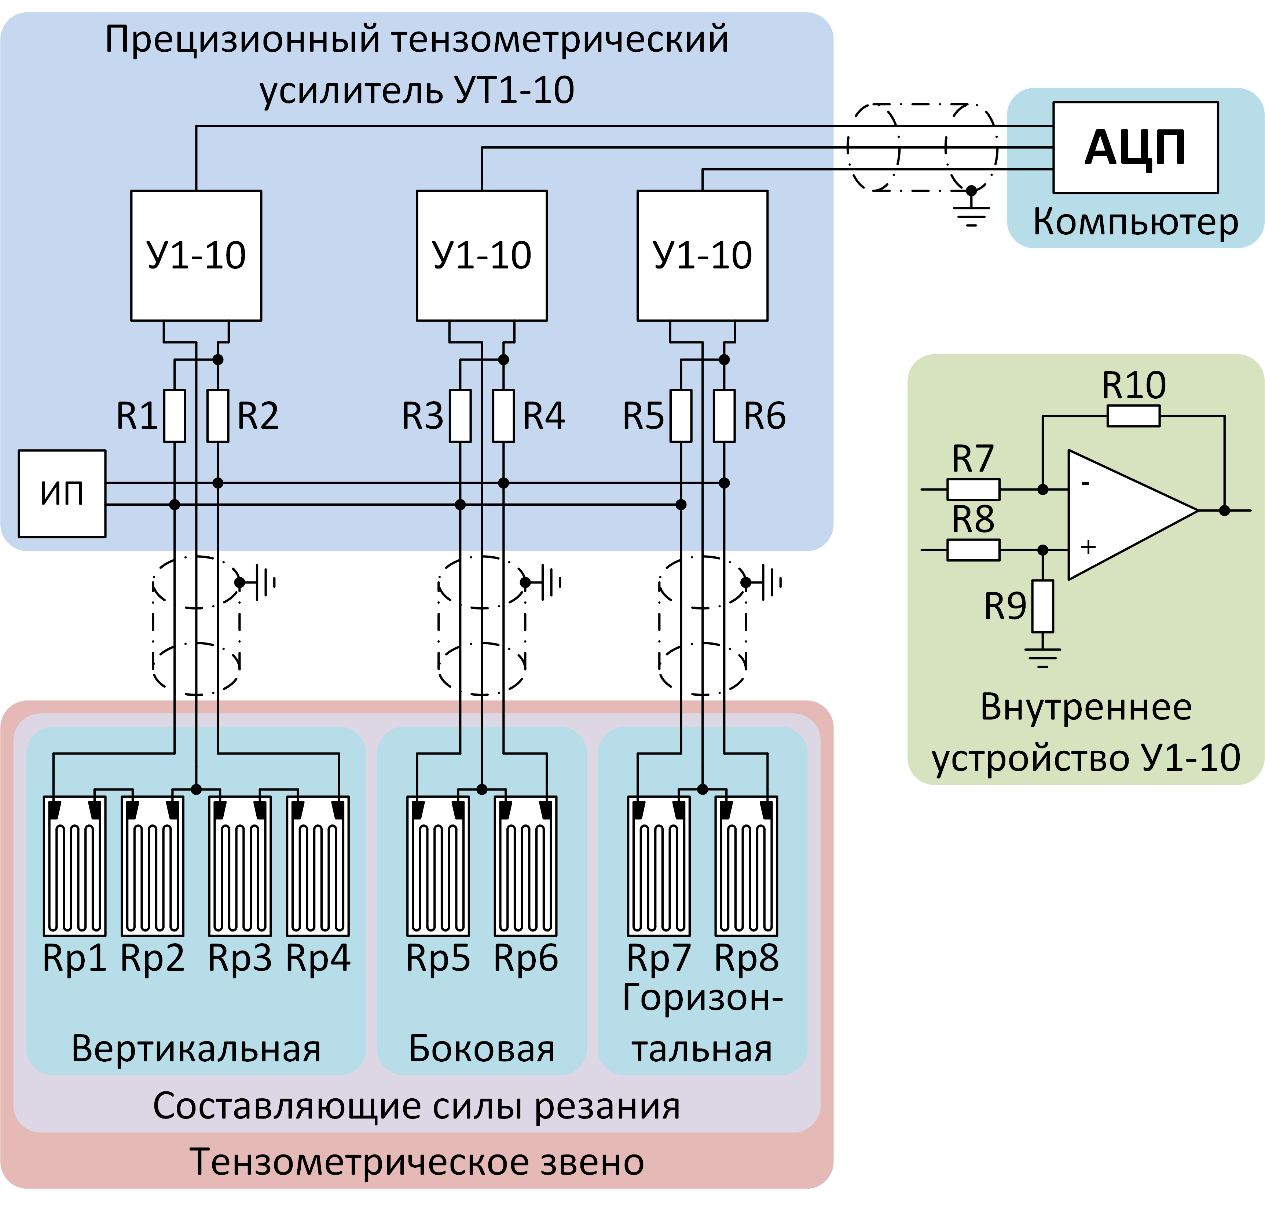 Прецизионный тензометрический
усилитель УТ1-10
АЦП
Компьютер
У1-10
У1-10
У1-10
R1
R2
R3
R4
R5
R6
ИП
R10
R7
-
R8
+
R9
Внутреннее
устройство У1-10
Rp1
Rp2
Rp3
Rp4
Rp5
Rp6
Rp7
Rp8
Вертикальная
Боковая
Горизон-
тальная
Составляющие силы резания
Тензометрическое звено